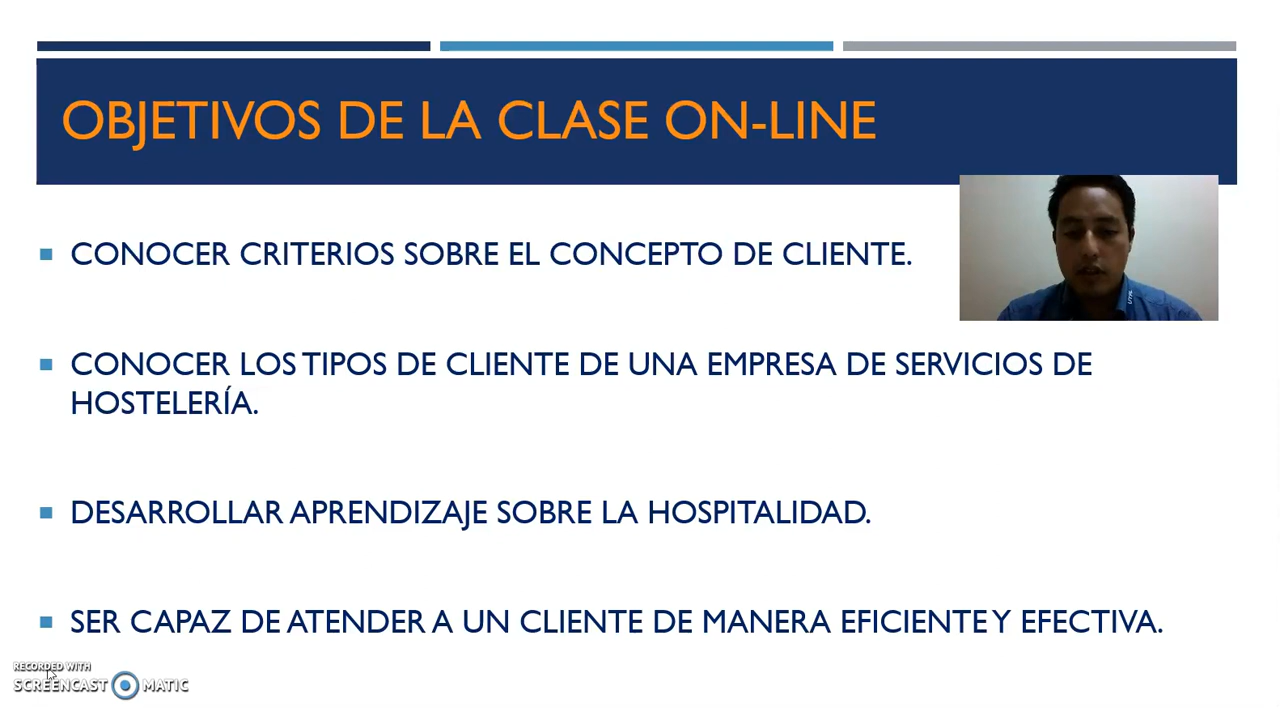 OBJETIVOS DE LA CLASE ON-LINE
CONOCER CRITERIOS SOBRE EL CONCEPTO DE CLIENTE.
CONOCER LOS TIPOS DE CLIENTE DE UNA EMPRESA DE SERVICIOS DE
HOSTELERÍA.
DESARROLLAR APRENDIZAJE SOBRE LA HOSPITALIDAD.
SER CAPAZ DE ATENDER A UN CLIENTE DE MANERA EFICIENTE Y EFECTIVA.
RECORDED WITH
SCREENCAST MATIC